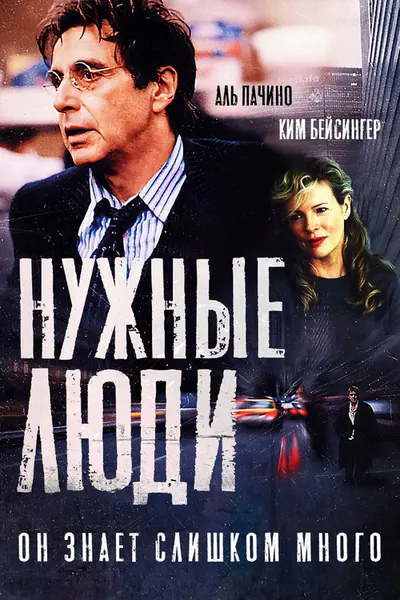 АЛЬ ПАЧИНО
КИМ БЕЙСИНГЕР
НУЖНЫЕ
ЛЮДИ
ОН ЗНАЕТ СЛИШКОМ МНОГО